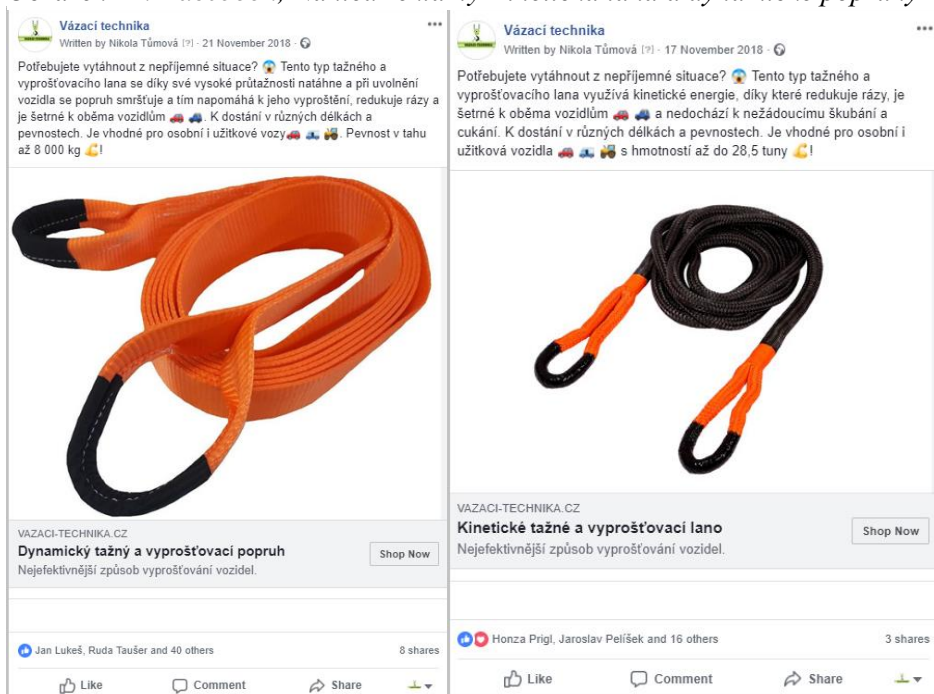 Vázací technika
Written by Nikola Tůmová [?] · 21 November 2018 ·
Potřebujete vytáhnout z nepříjemné situace? 😱 Tento typ tažného a
vyprošťovacího lana se díky své vysoké průtažnosti natáhne a při uvolnění
vozidla se popruh smršťuje a tím napomáhá k jeho vyproštění, redukuje rázy a
je šetrné k oběma vozidlům 🚗 🚙. K dostání v různých délkách a
pevnostech. Je vhodné pro osobní i užitkové vozy🚗 🚙 🚜. Pevnost v tahu
až 8 000 kg 💪!
VAZACI-TECHNIKA.CZ
Dynamický tažný a vyprošťovací popruh
Nejefektivnější způsob vyprošťování vozidel.
Shop Now
Jan Lukeš, Ruda Taušer and 40 others
8 shares
Like
Comment
Share
Vázací technika
Written by Nikola Tůmová [?] · 17 November 2018 ·
Potřebujete vytáhnout z nepříjemné situace? 😱 Tento typ tažného a
vyprošťovacího lana využívá kinetické energie, díky které redukuje rázy, je
šetrné k oběma vozidlům 🚗 🚙 a nedochází k nežádoucímu škubání a
cukání. K dostání v různých délkách a pevnostech. Je vhodné pro osobní i
užitková vozidla 🚗 🚙 🚜 s hmotností až do 28,5 tuny 💪!
VAZACI-TECHNIKA.CZ
Kinetické tažné a vyprošťovací lano
Nejefektivnější způsob vyprošťování vozidel.
Shop Now
Honza Prigl, Jaroslav Pelíšek and 16 others
3 shares
Like
Comment
Share